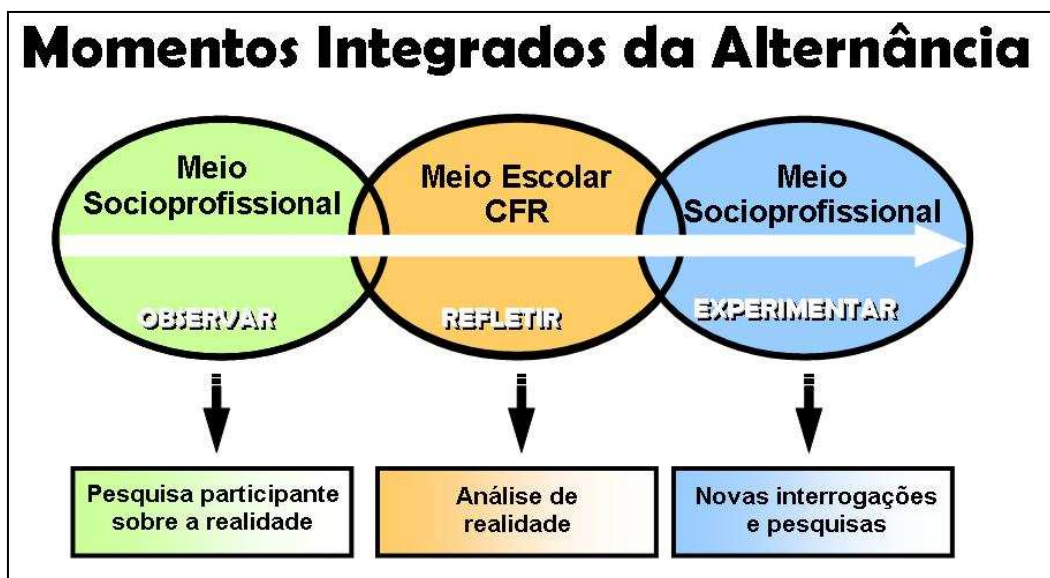 Momentos Integrados da Alternância
Meio
Socioprofissional
OBSERVAR
Meio Escolar
CFR
REFLETIR
Meio
Socioprofissional
EXPERIMENTAR
Pesquisa participante
sobre a realidade
Análise de
realidade
Novas interrogações
e pesquisas